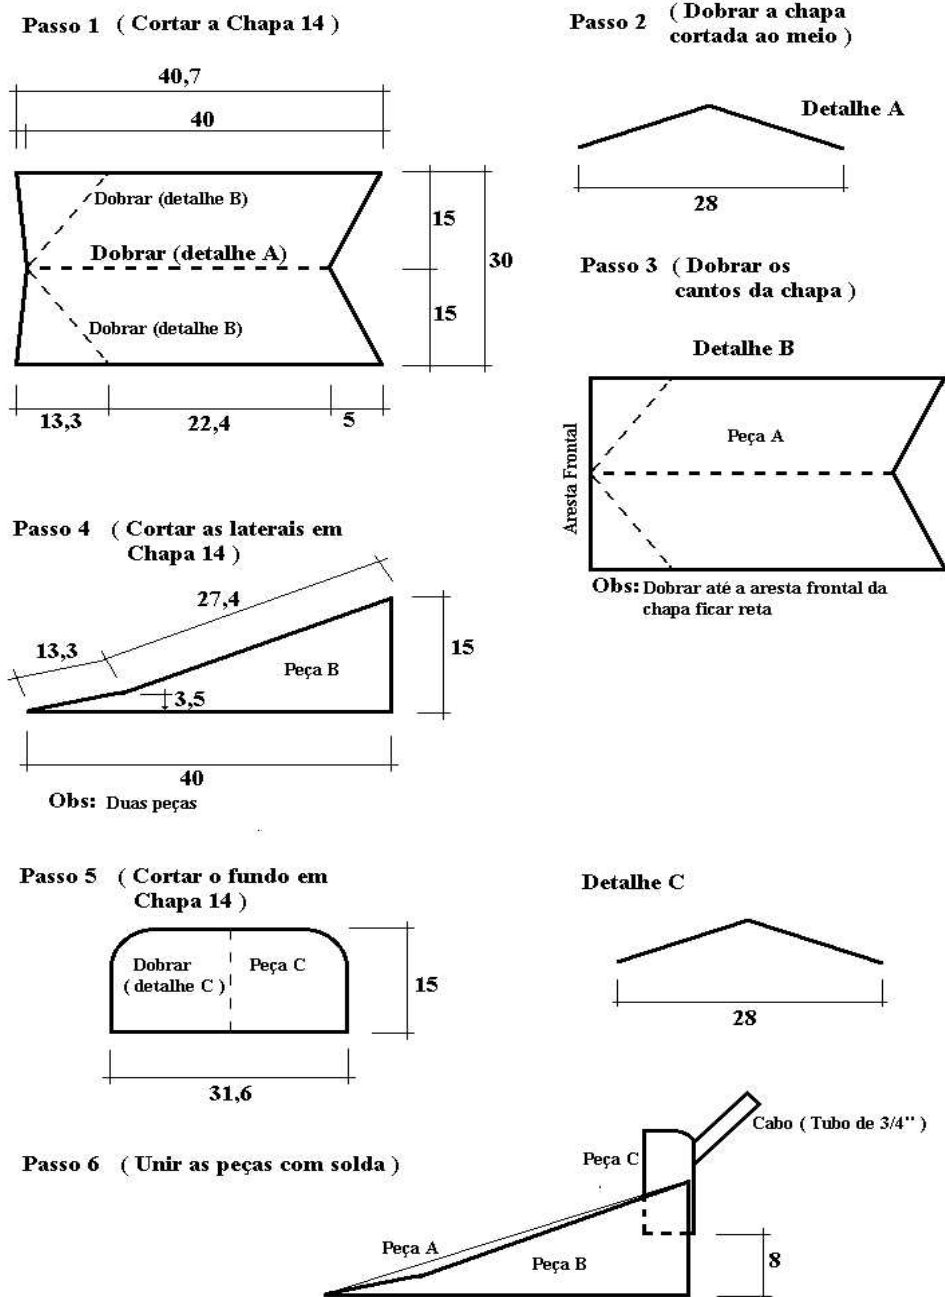 Passo 1 ( Cortar a Chapa 14 )
40,7
40
Dobrar (detalhe B)
Dobrar (detalhe A)
Dobrar (detalhe B)
15
15
30
13,3
22,4
5
Passo 2 ( Dobrar a chapa
cortada ao meio )
Detalhe A
28
Passo 3 ( Dobrar os
cantos da chapa )
Detalhe B
Peça A
Aresta Frontal
Obs: Dobrar até a aresta frontal da
chapa ficar reta
Passo 4 ( Cortar as laterais em
Chapa 14 )
27,4
13,3
Peça B
3,5
15
40
Obs: Duas peças
Passo 5 ( Cortar o fundo em
Chapa 14 )
Dobrar
( detalhe C )
Peça C
15
31,6
Detalhe C
28
Passo 6 ( Unir as peças com solda )
Cabo ( Tubo de 3/4" )
Peça C
Peça A
Peça B
8